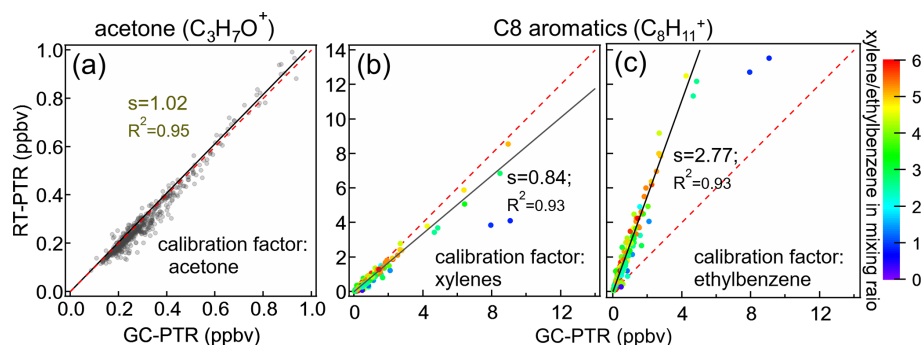 acetone (C3H7O+)
C8 aromatics (C8H11+)
(a)
s=1.02
R2=0.95
calibration factor:
acetone
RT-PTR (ppbv)
1.0
0.8
0.6
0.4
0.2
0.0
0.0 0.2 0.4 0.6 0.8 1.0
GC-PTR (ppbv)
(b)
s=0.84;
R2=0.93
calibration factor:
xylenes
14
12
10
8
6
4
2
0
0 4 8 12
GC-PTR (ppbv)
(c)
s=2.77;
R2=0.93
calibration factor:
ethylbenzene
0 4 8 12
xylene/ethylbenzene in mixing raio
6
5
4
3
2
1
0